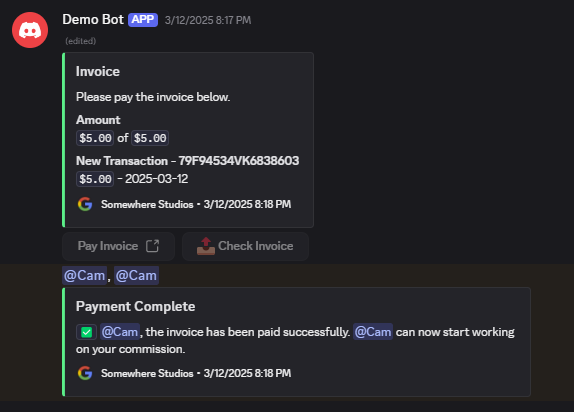 Demo Bot APP 3/12/2025 8:17 PM
(edited)
Invoice
Please pay the invoice below.
Amount
$5.00 of $5.00
New Transaction - 79F94534VK6838603
$5.00 - 2025-03-12
Somewhere Studios • 3/12/2025 8:18 PM
Pay Invoice
Check Invoice
@Cam, @Cam
Payment Complete
✅ @Cam, the invoice has been paid successfully. @Cam can now start working
on your commission.
Somewhere Studios • 3/12/2025 8:18 PM